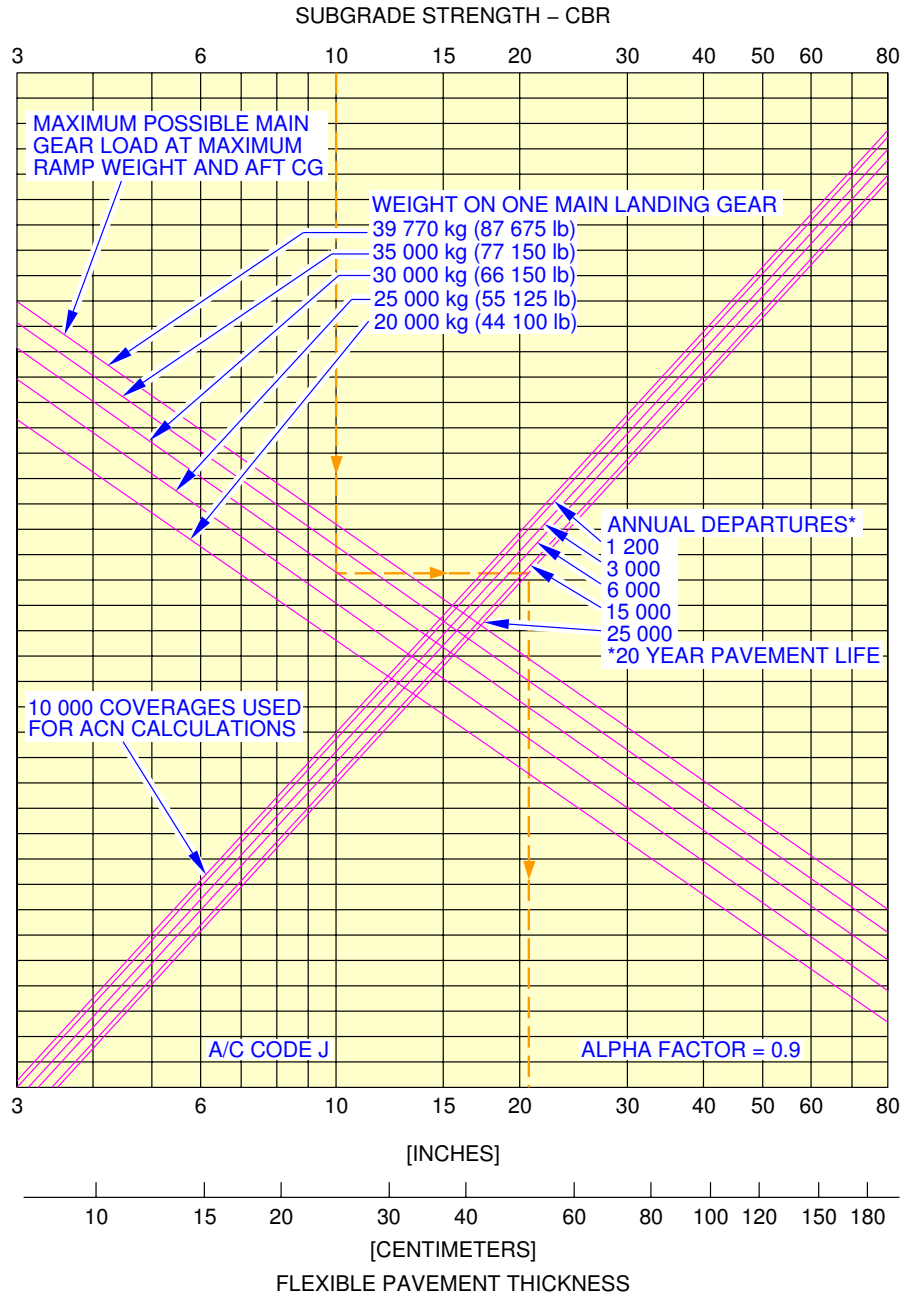 SUBGRADE STRENGTH – CBR
3 6 10 15 20 30 40 50 60 80
MAXIMUM POSSIBLE MAIN
GEAR LOAD AT MAXIMUM
RAMP WEIGHT AND AFT CG
WEIGHT ON ONE MAIN LANDING GEAR
39 770 kg (87 675 lb)
35 000 kg (77 150 lb)
30 000 kg (66 150 lb)
25 000 kg (55 125 lb)
20 000 kg (44 100 lb)
ANNUAL DEPARTURES*
1 200
3 000
6 000
15 000
25 000
*20 YEAR PAVEMENT LIFE
10 000 COVERAGES USED
FOR ACN CALCULATIONS
A/C CODE J
ALPHA FACTOR = 0.9
3 6 10 15 20 30 40 50 60 80
[INCHES]
10 15 20 30 40 60 80 100 120 150 180
[CENTIMETERS]
FLEXIBLE PAVEMENT THICKNESS